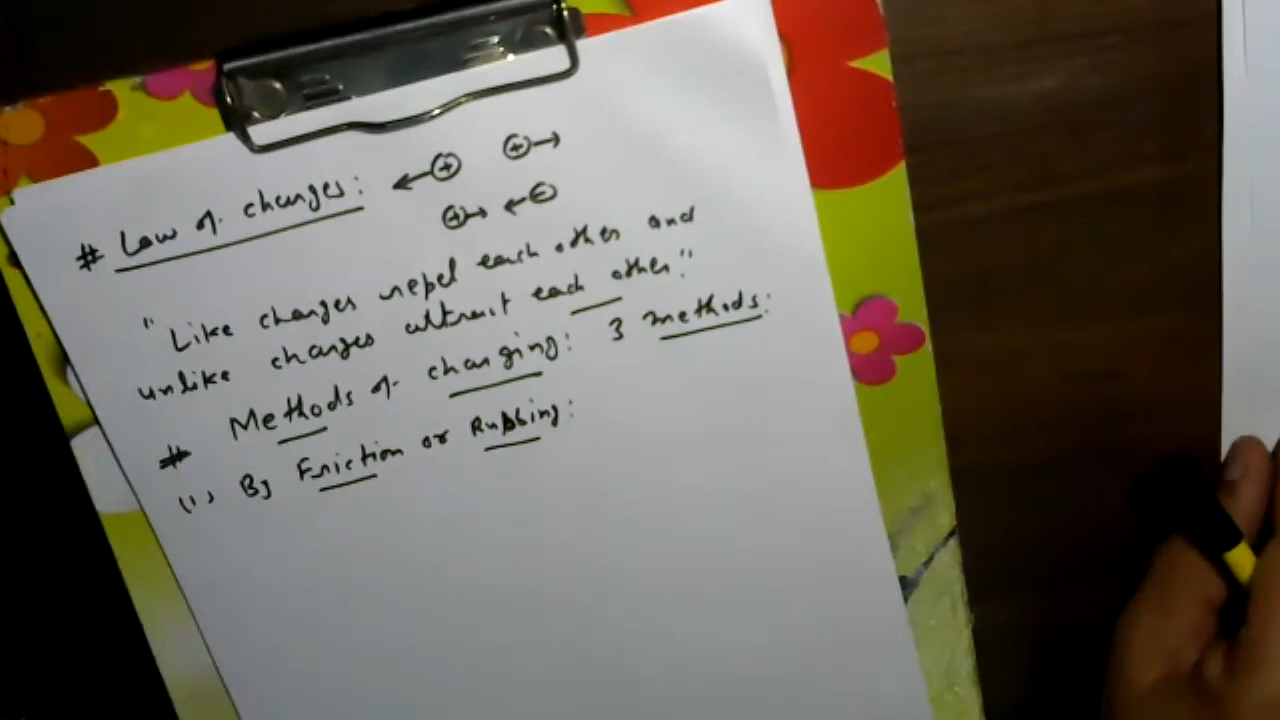 # Law of charges: ← ⊕ ⊕ →
⊕→ ←⊖
"Like charges repel each other and
unlike charges attract each other."
# Methods of charging: 3 methods:
(1) By Friction or Rubbing: